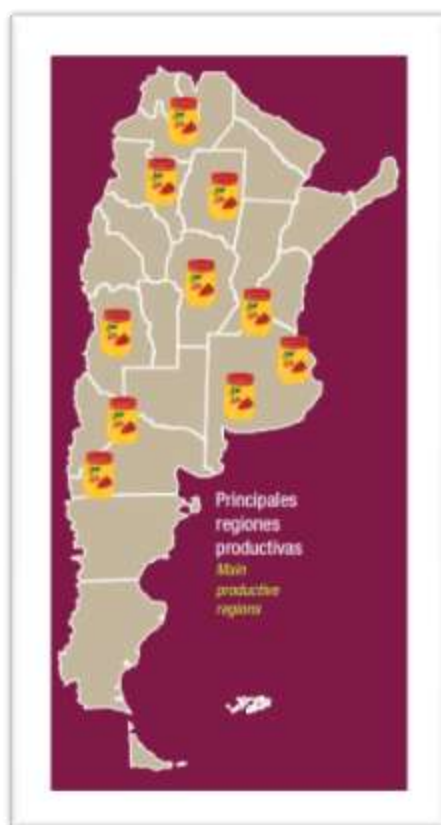 Principales
regiones
productivas
Main
productive
regions